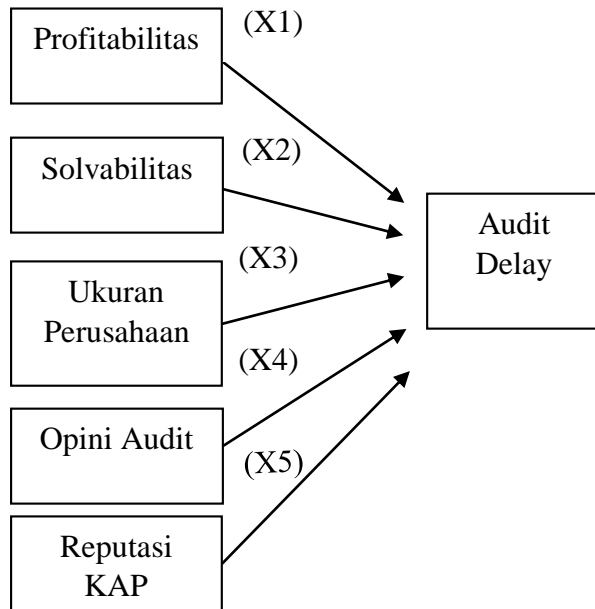 Profitabilitas
(X1)
Solvabilitas
(X2)
Ukuran
Perusahaan
(X3)
Opini Audit
(X4)
Reputasi
KAP
(X5)
Audit
Delay